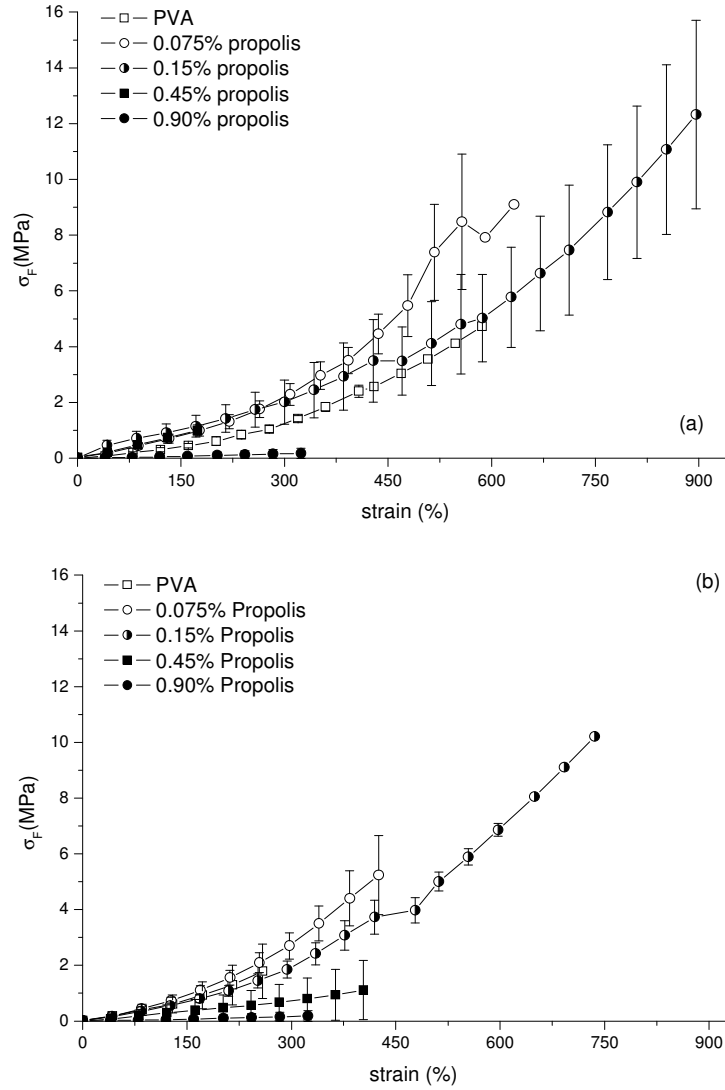 16
14
12
10
8
6
4
2
0
σF(MPa)
PVA
0.075% propolis
0.15% propolis
0.45% propolis
0.90% propolis
(a)
0 150 300 450 600 750 900
strain (%)
16
14
12
10
8
6
4
2
0
σF(MPa)
PVA
0.075% Propolis
0.15% Propolis
0.45% Propolis
0.90% Propolis
(b)
0 150 300 450 600 750 900
strain (%)